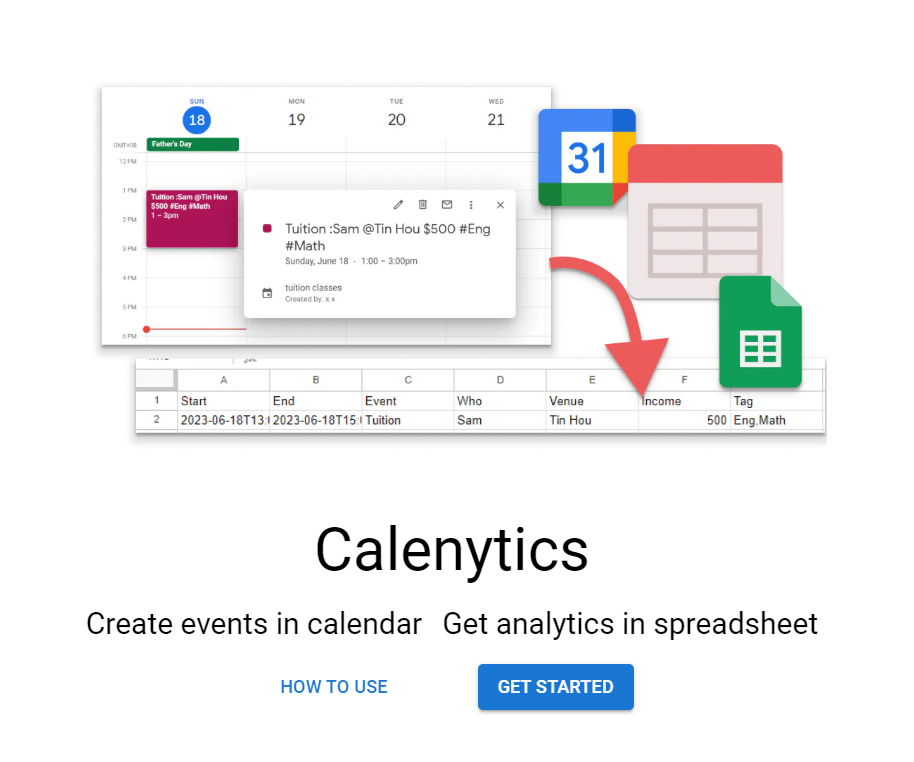 SUN MON TUE WED
18 19 20 21
GMT+08 Father's Day
12 PM
1 PM
Tuition :Sam @Tin Hou
$500 #Eng #Math
1 – 3pm
2 PM
3 PM
4 PM
5 PM
6 PM
Tuition :Sam @Tin Hou $500 #Eng
#Math
Sunday, June 18 · 1:00 – 3:00pm
tuition classes
Created by: x x
31
A B C D E F
1 Start End Event Who Venue Income Tag
2 2023-06-18T13: 2023-06-18T15: Tuition Sam Tin Hou 500 Eng,Math
Calenytics
Create events in calendar Get analytics in spreadsheet
HOW TO USE GET STARTED